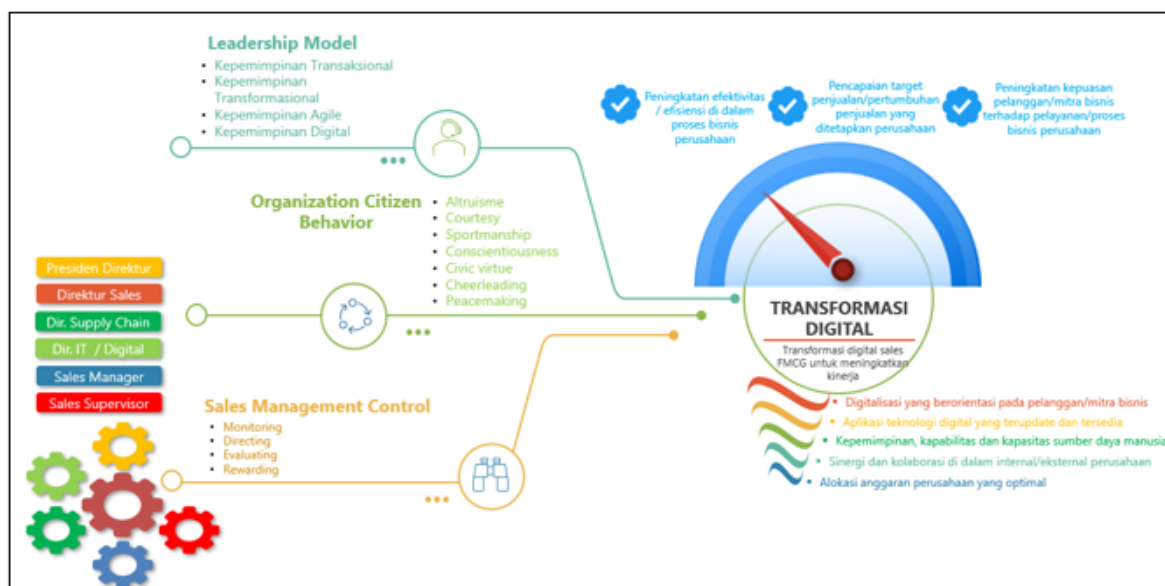 Leadership Model
Kepemimpinan Transaksional
Kepemimpinan
Transformasional
Kepemimpinan Agile
Kepemimpinan Digital
Peningkatan efektivitas
/ efisiensi di dalam
proses bisnis
perusahaan
Pencapaian target
penjualan/pertumbuhan
penjualan yang
ditetapkan perusahaan
Peningkatan kepuasan
pelanggan/mitra bisnis
terhadap pelayanan/proses
bisnis perusahaan
Organization Citizen
Behavior
Altruisme
Courtesy
Sportmanship
Conscientiousness
Civic virtue
Cheerleading
Peacemaking
Presiden Direktur
Direktur Sales
Dir. Supply Chain
Dir. IT / Digital
Sales Manager
Sales Supervisor
TRANSFORMASI
DIGITAL
Transformasi digital sales
FMCG untuk meningkatkan
kinerja
Sales Management Control
Monitoring
Directing
Evaluating
Rewarding
Digitalisasi yang berorientasi pada pelanggan/mitra bisnis
Aplikasi teknologi digital yang terupdate dan tersedia
Kepemimpinan, kapabilitas dan kapasitas sumber daya manusia
Sinergi dan kolaborasi di dalam internal/eksternal perusahaan
Alokasi anggaran perusahaan yang optimal